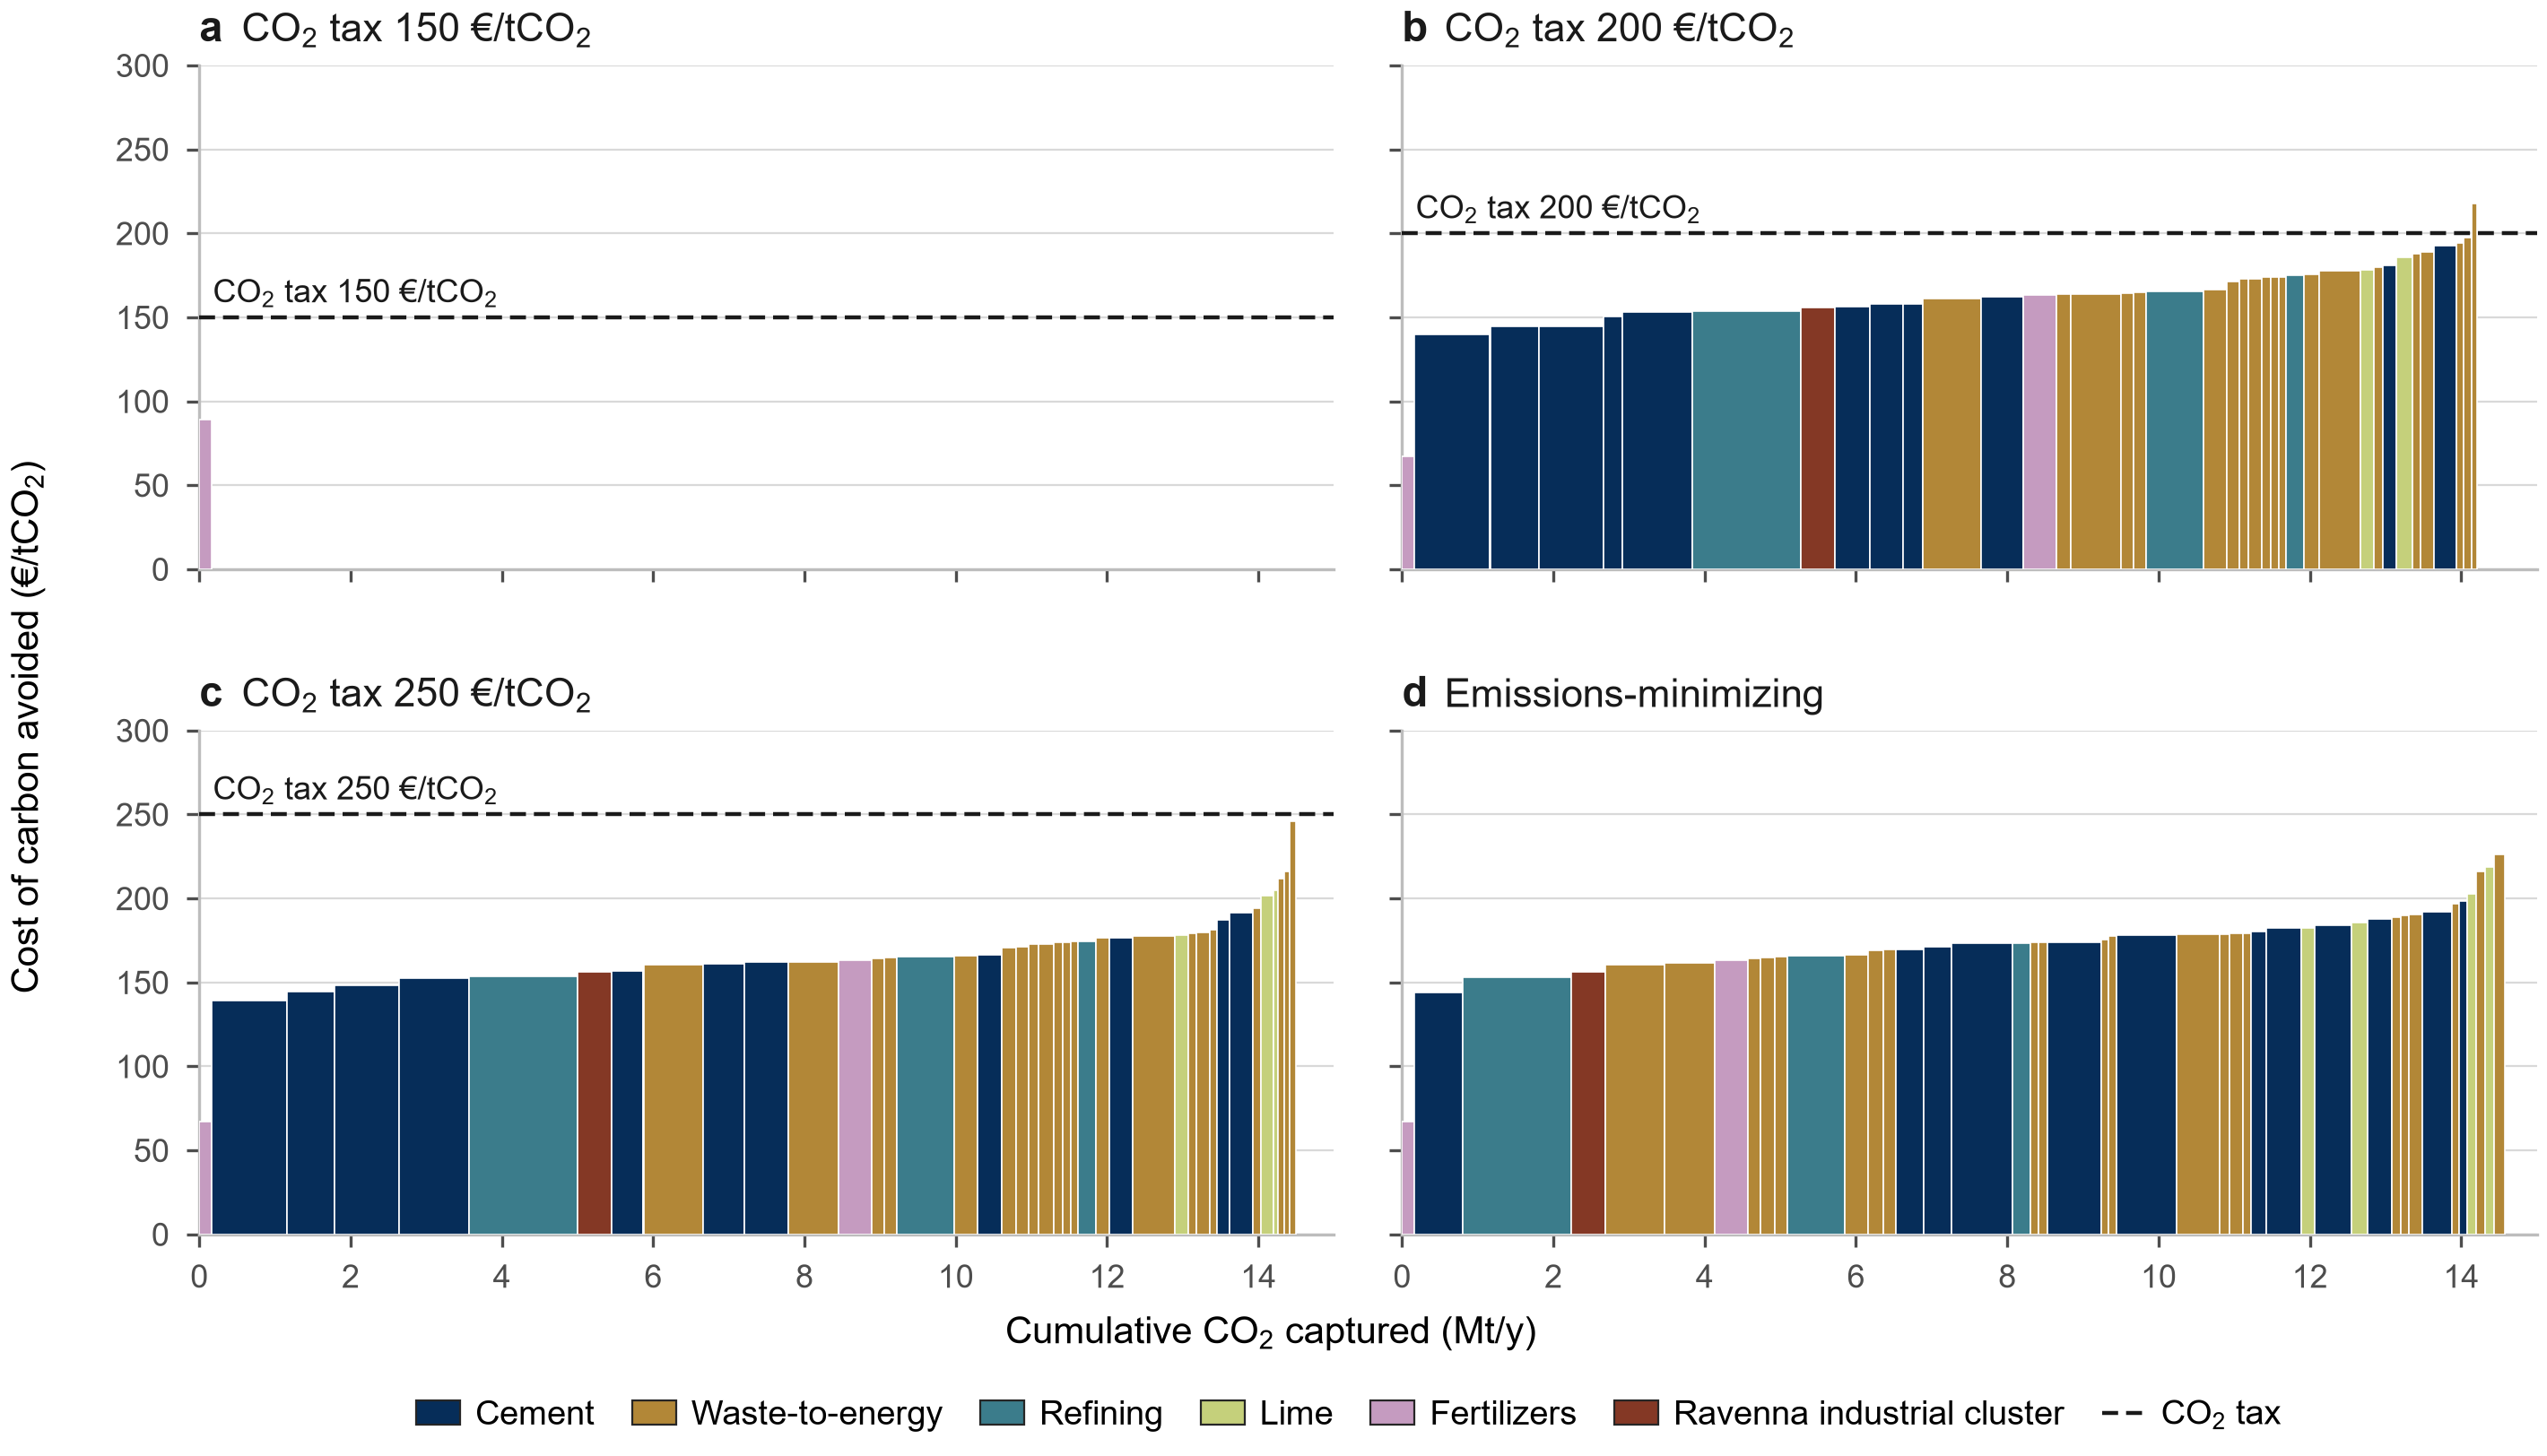 a CO₂ tax 150 €/tCO₂
b CO₂ tax 200 €/tCO₂
300
250
200
150
100
50
0
CO₂ tax 150 €/tCO₂
CO₂ tax 200 €/tCO₂
Cost of carbon avoided (€/tCO₂)
c CO₂ tax 250 €/tCO₂
d Emissions-minimizing
300
250
200
150
100
50
0
CO₂ tax 250 €/tCO₂
0 2 4 6 8 10 12 14
0 2 4 6 8 10 12 14
Cumulative CO₂ captured (Mt/y)
Cement Waste-to-energy Refining Lime Fertilizers Ravenna industrial cluster CO₂ tax